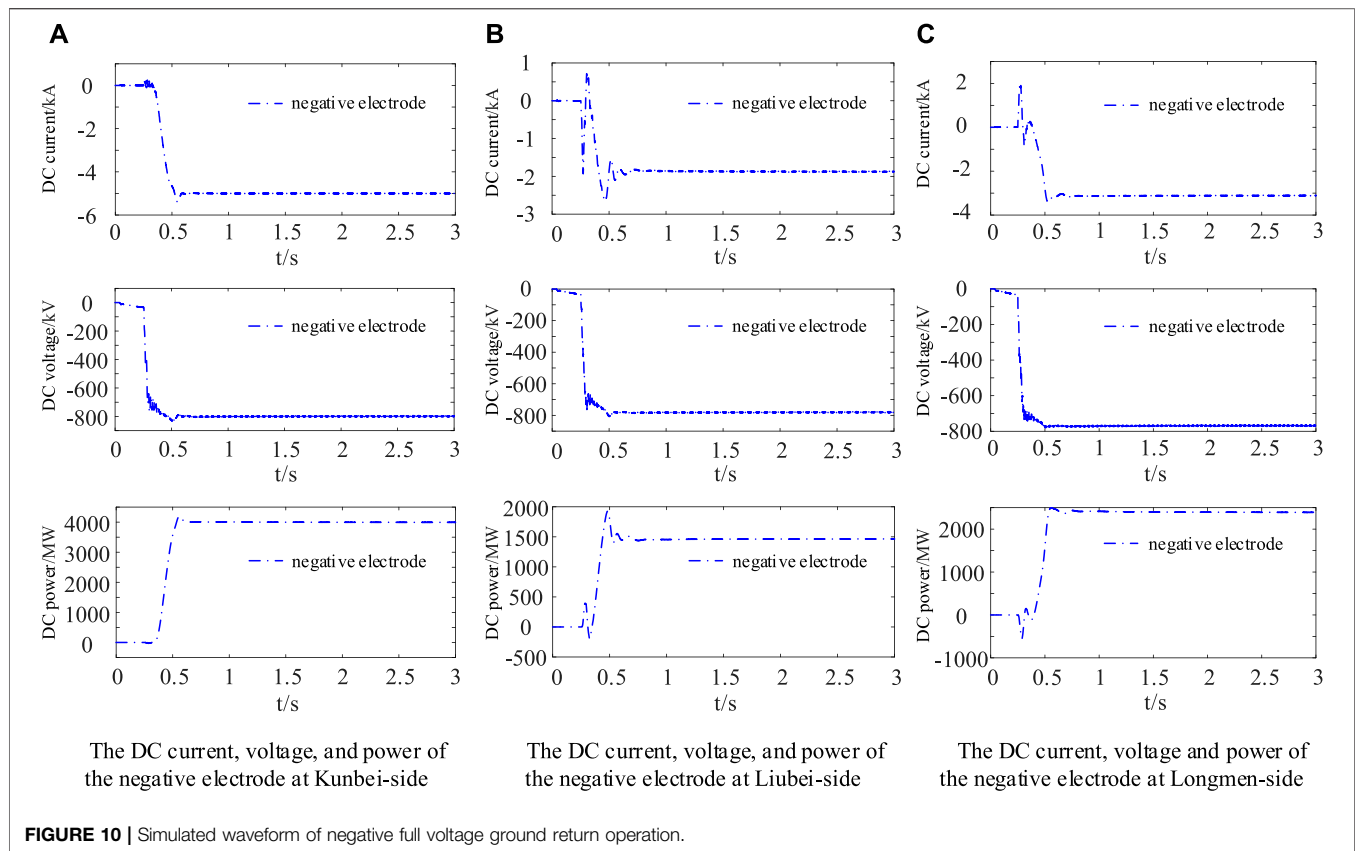 A
B
C
DC current/kA
0
-2
-4
-6
negative electrode
0 0.5 1 1.5 2 2.5 3
t/s
DC current/kA
1
0
-1
-2
-3
negative electrode
0 0.5 1 1.5 2 2.5 3
t/s
DC current/kA
2
0
-2
-4
negative electrode
0 0.5 1 1.5 2 2.5 3
t/s
DC voltage/kV
0
-200
-400
-600
-800
negative electrode
0 0.5 1 1.5 2 2.5 3
t/s
DC voltage/kV
0
-200
-400
-600
-800
negative electrode
0 0.5 1 1.5 2 2.5 3
t/s
DC voltage/kV
0
-200
-400
-600
-800
negative electrode
0 0.5 1 1.5 2 2.5 3
t/s
DC power/MW
4000
3000
2000
1000
0
negative electrode
0 0.5 1 1.5 2 2.5 3
t/s
DC power/MW
2000
1500
1000
500
0
-500
negative electrode
0 0.5 1 1.5 2 2.5 3
t/s
DC power/MW
2000
1000
0
-1000
negative electrode
0 0.5 1 1.5 2 2.5 3
t/s
The DC current, voltage, and power of
the negative electrode at Kunbei-side
The DC current, voltage, and power of
the negative electrode at Liubei-side
The DC current, voltage and power of
the negative electrode at Longmen-side
FIGURE 10 | Simulated waveform of negative full voltage ground return operation.